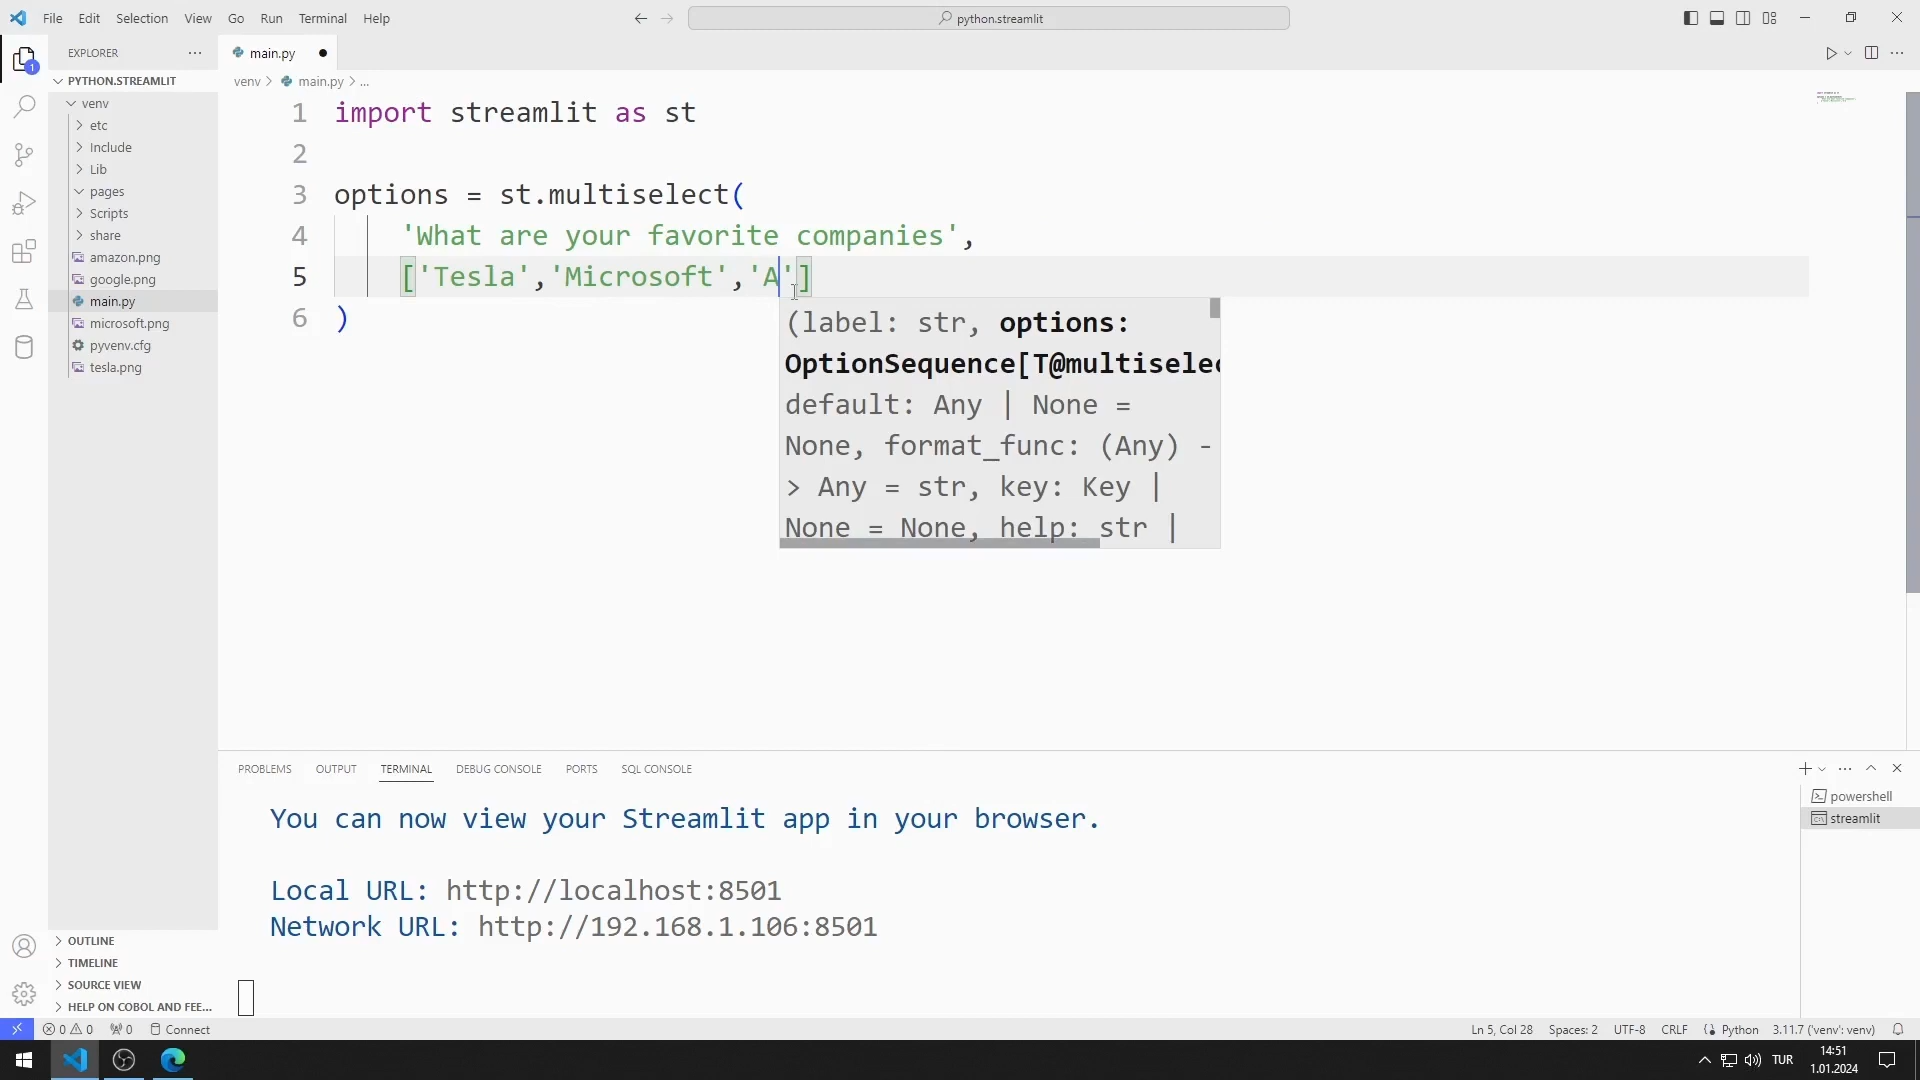 File Edit Selection View Go Run Terminal Help
python.streamlit
EXPLORER
main.py
PYTHON.STREAMLIT
venv
etc
Include
Lib
pages
Scripts
share
amazon.png
google.png
main.py
microsoft.png
pyvenv.cfg
tesla.png
OUTLINE
TIMELINE
SOURCE VIEW
HELP ON COBOL AND FEE...
venv > main.py > ...
1 import streamlit as st
2
3 options = st.multiselect(
4 'What are your favorite companies',
5 ['Tesla','Microsoft','A']
6 )
(label: str, options:
OptionSequence[T@multiselec
default: Any | None =
None, format_func: (Any) -
> Any = str, key: Key |
None = None, help: str |
PROBLEMS OUTPUT TERMINAL DEBUG CONSOLE PORTS SQL CONSOLE
You can now view your Streamlit app in your browser.
Local URL: http://localhost:8501
Network URL: http://192.168.1.106:8501
powershell
streamlit
0 0 0 Connect
Ln 5, Col 28 Spaces: 2 UTF-8 CRLF Python 3.11.7 ('venv': venv)
TUR
14:51
1.01.2024
1